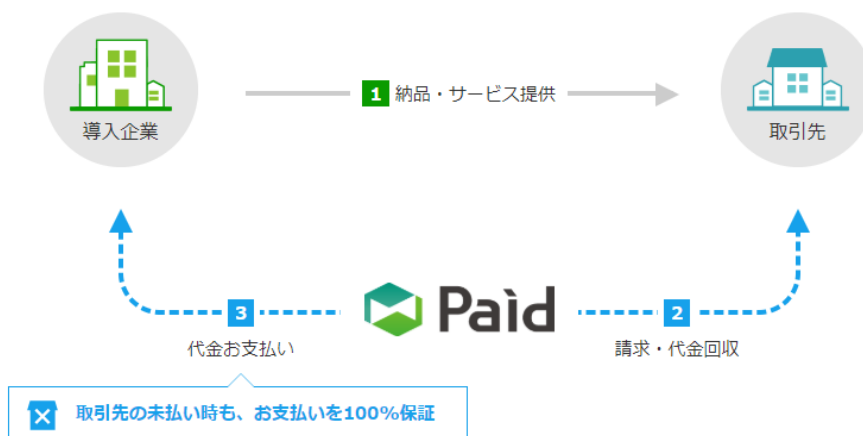 導入企業
1 納品・サービス提供
取引先
3
Paid
2
代金お支払い
請求・代金回収
取引先の未払い時も、お支払いを100%保証